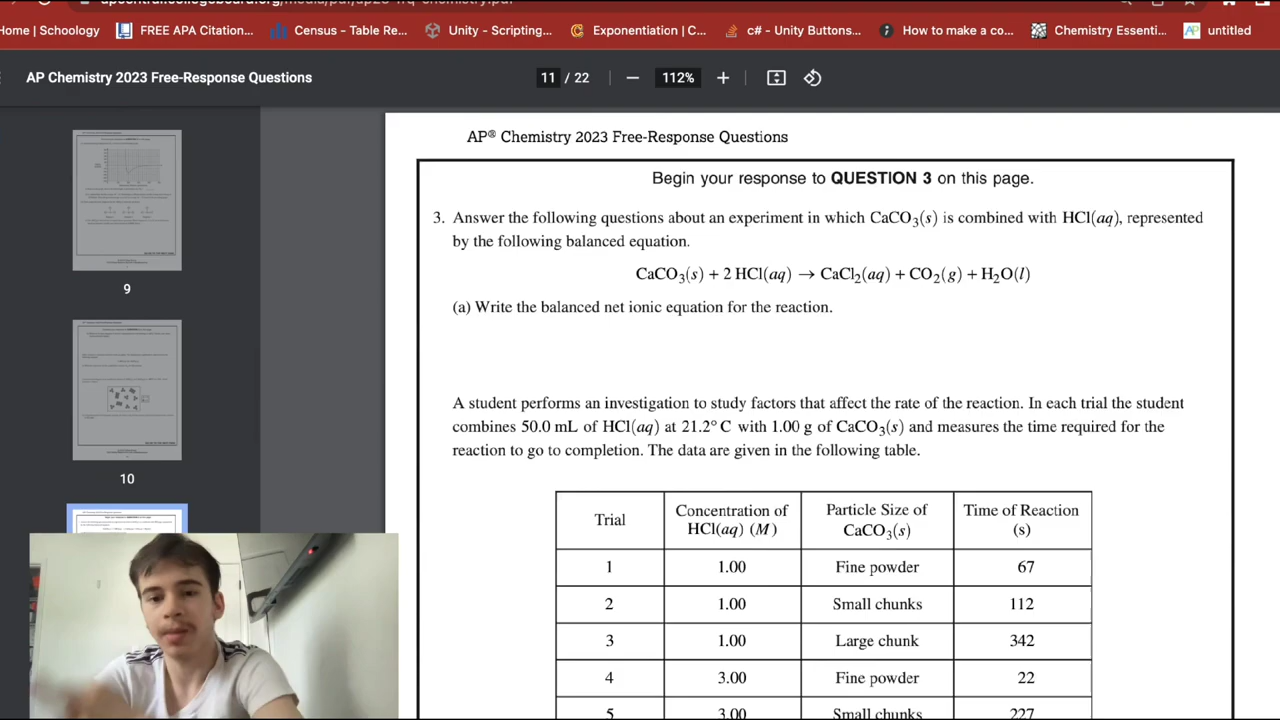 Home | Schoology
FREE APA Citation...
Census - Table Re...
Unity - Scripting...
Exponentiation | C...
c# - Unity Buttons...
How to make a co...
Chemistry Essenti...
AP
untitled
AP Chemistry 2023 Free-Response Questions
11 / 22
112%
9
10
AP® Chemistry 2023 Free-Response Questions
Begin your response to QUESTION 3 on this page.
3. Answer the following questions about an experiment in which CaCO₃(s) is combined with HCl(aq), represented
by the following balanced equation.
CaCO₃(s) + 2 HCl(aq) → CaCl₂(aq) + CO₂(g) + H₂O(l)
(a) Write the balanced net ionic equation for the reaction.
A student performs an investigation to study factors that affect the rate of the reaction. In each trial the student
combines 50.0 mL of HCl(aq) at 21.2° C with 1.00 g of CaCO₃(s) and measures the time required for the
reaction to go to completion. The data are given in the following table.
Trial
Concentration of
HCl(aq) (M)
Particle Size of
CaCO₃(s)
Time of Reaction
(s)
1 1.00 Fine powder 67
2 1.00 Small chunks 112
3 1.00 Large chunk 342
4 3.00 Fine powder 22
5 3.00 Small chunks 227